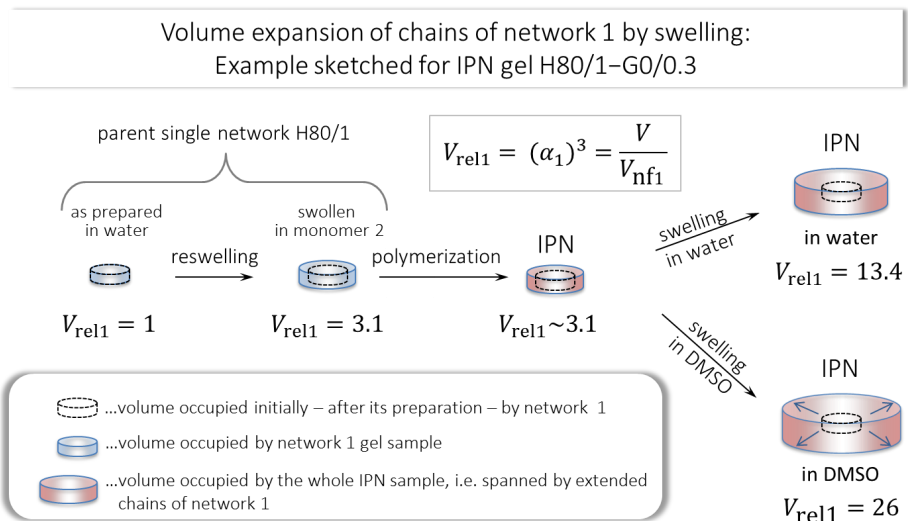 Volume expansion of chains of network 1 by swelling:
Example sketched for IPN gel H80/1−G0/0.3
parent single network H80/1
V_rel1 = (α₁)³ = V / V_nf1
as prepared
in water
V_rel1 = 1
reswelling
swollen
in monomer 2
V_rel1 = 3.1
polymerization
IPN
V_rel1~3.1
swelling
in water
IPN
in water
V_rel1 = 13.4
swelling
in DMSO
IPN
in DMSO
V_rel1 = 26
...volume occupied initially – after its preparation – by network 1
...volume occupied by network 1 gel sample
...volume occupied by the whole IPN sample, i.e. spanned by extended
chains of network 1